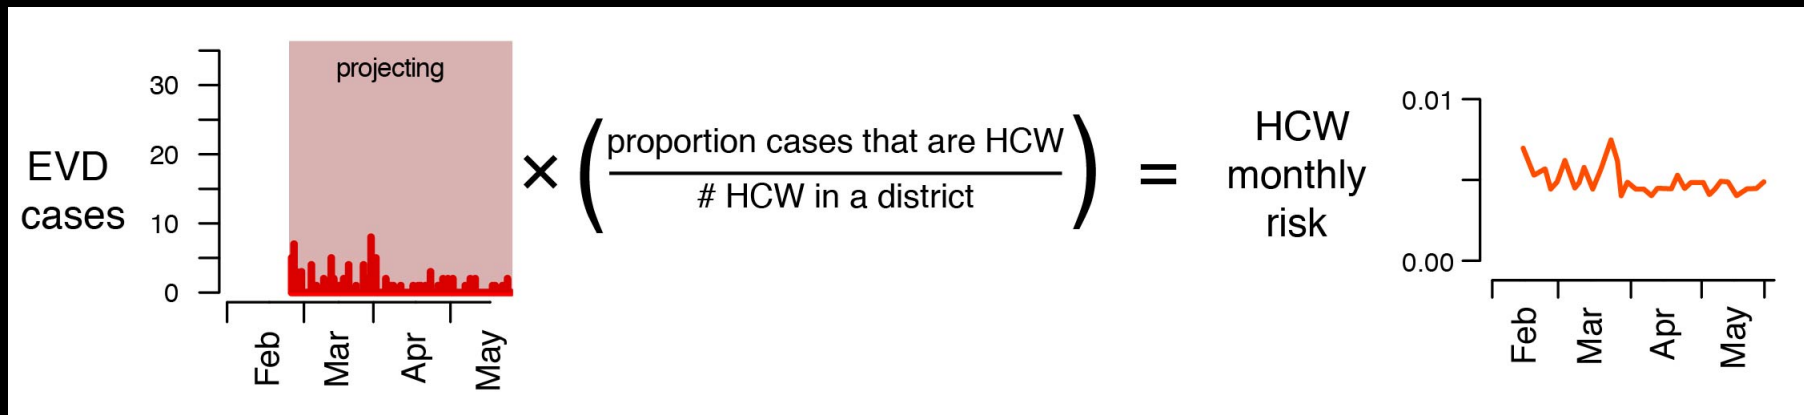 EVD
cases
30
20
10
0
projecting
Feb
Mar
Apr
May
×
(
proportion cases that are HCW
# HCW in a district
)
=
HCW
monthly
risk
0.01
0.00
Feb
Mar
Apr
May